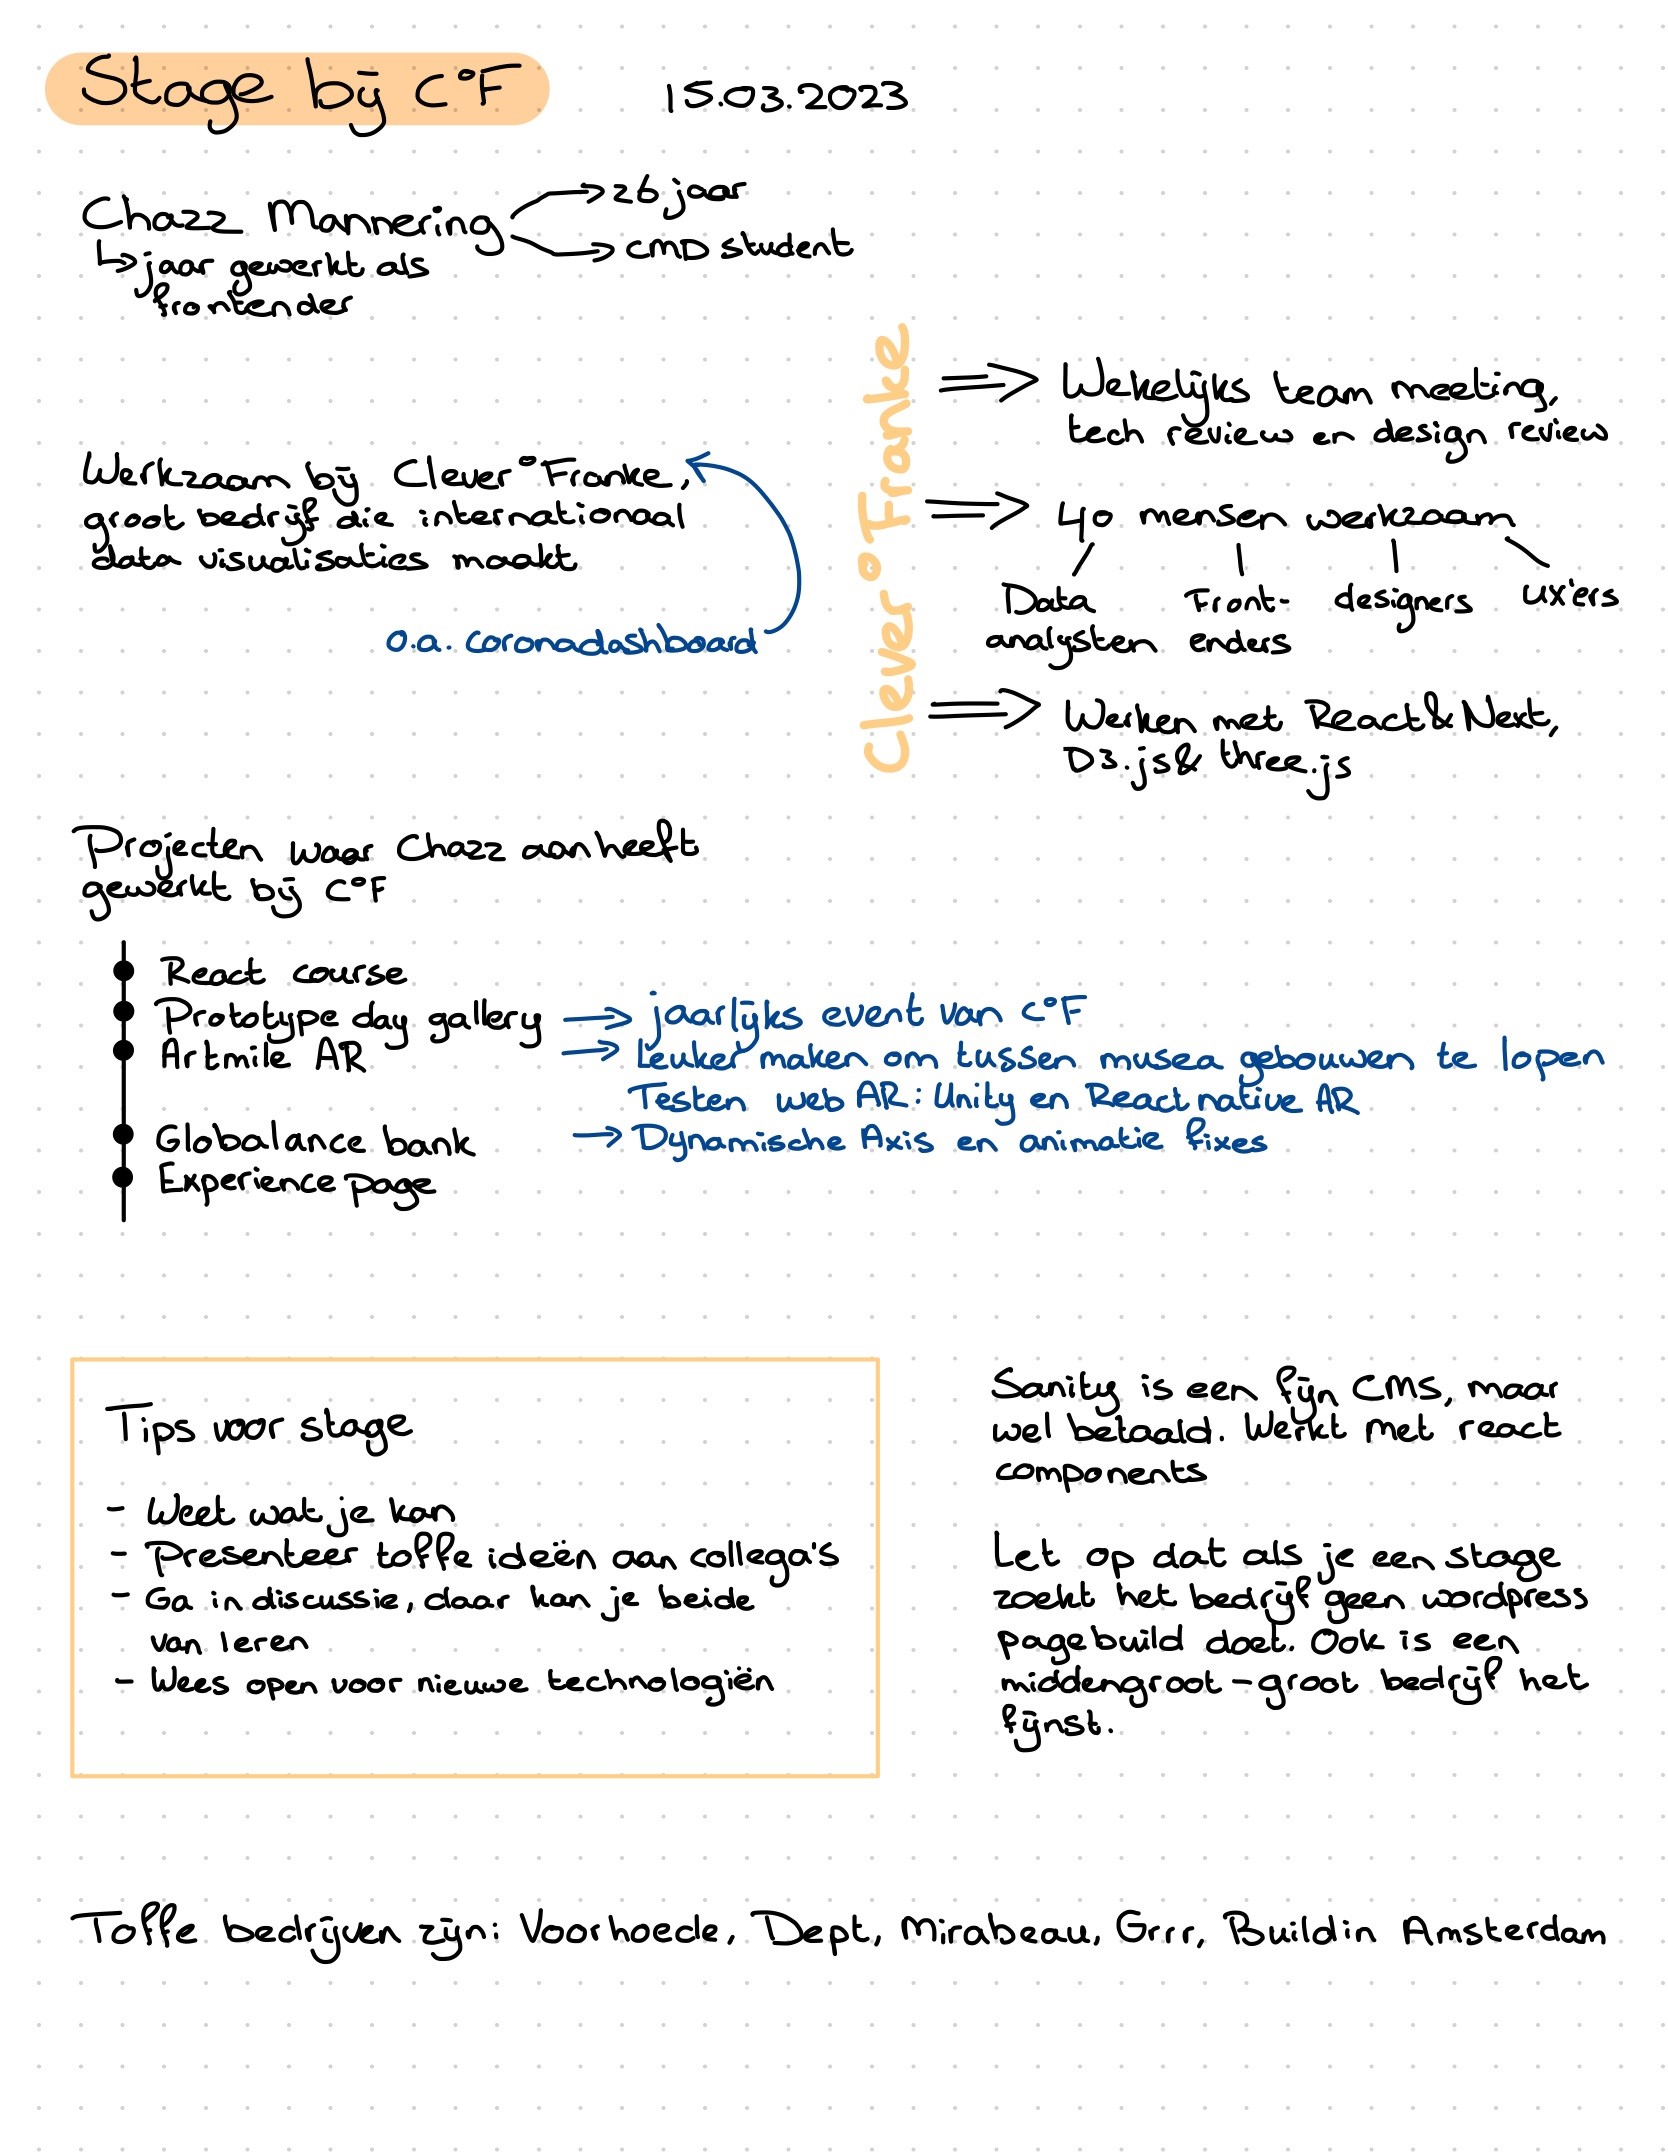 Stage bij C°F
15.03.2023
Chazz Mannering
26 jaar
CMD student
jaar gewerkt als
frontender
Werkzaam bij Clever°Franke,
groot bedrijf die internationaal
data visualisaties maakt
o.a. coronadashboard
Clever°Franke
Wekelijks team meeting,
tech review en design review
40 mensen werkzaam
Data
analysten
Front-
enders
designers
ux'ers
Werken met React & Next,
D3.js & three.js
Projecten waar Chazz aan heeft
gewerkt bij C°F
React course
Prototype day gallery → jaarlijks event van C°F
Artmile AR → Leuker maken om tussen musea gebouwen te lopen
Testen web AR: Unity en React native AR
Globalance bank → Dynamische Axis en animatie fixes
Experience page
Tips voor stage
- Weet wat je kan
- Presenteer toffe ideeën aan collega's
- Ga in discussie, daar kan je beide
van leren
- Wees open voor nieuwe technologiën
Sanity is een fijn CMS, maar
wel betaald. Werkt met react
components
Let op dat als je een stage
zoekt het bedrijf geen wordpress
pagebuild doet. Ook is een
middengroot - groot bedrijf het
fijnst.
Toffe bedrijven zijn: Voorhoede, Dept, Mirabeau, Grrr, Build in Amsterdam